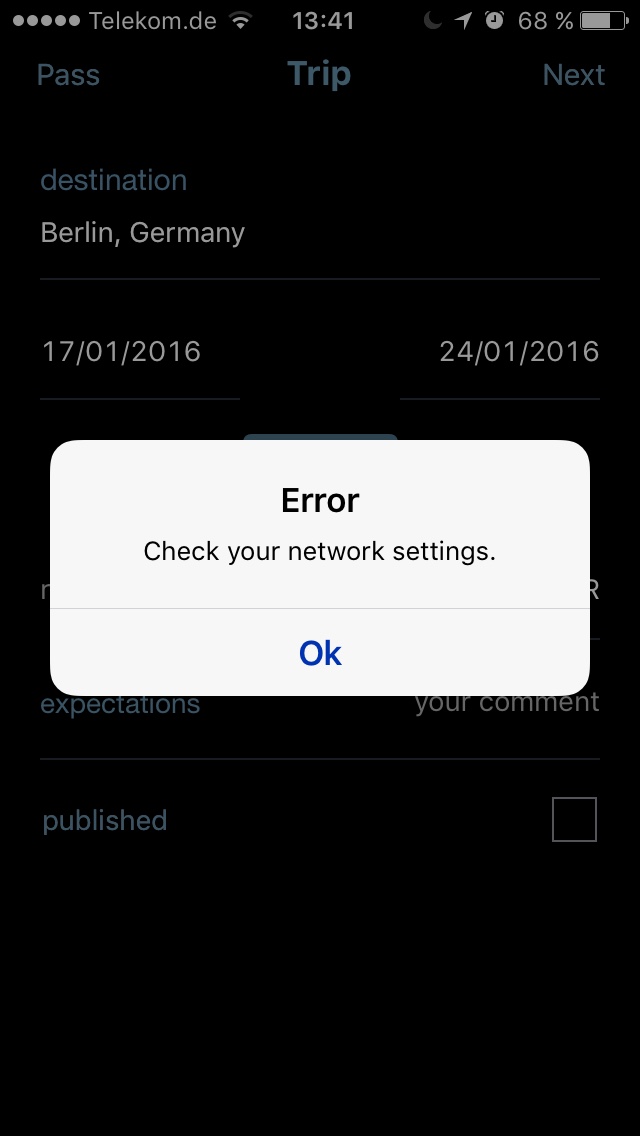 Telekom.de 13:41 68 %
Pass Trip Next
destination
Berlin, Germany
17/01/2016 24/01/2016
Error
Check your network settings.
Ok
expectations your comment
published